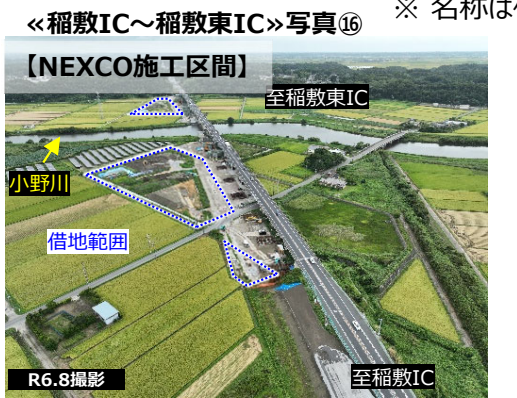 ≪稲敷IC～稲敷東IC≫写真⑯
※ 名称は
【NEXCO施工区間】
至稲敷東IC
小野川
借地範囲
R6.8撮影
至稲敷IC